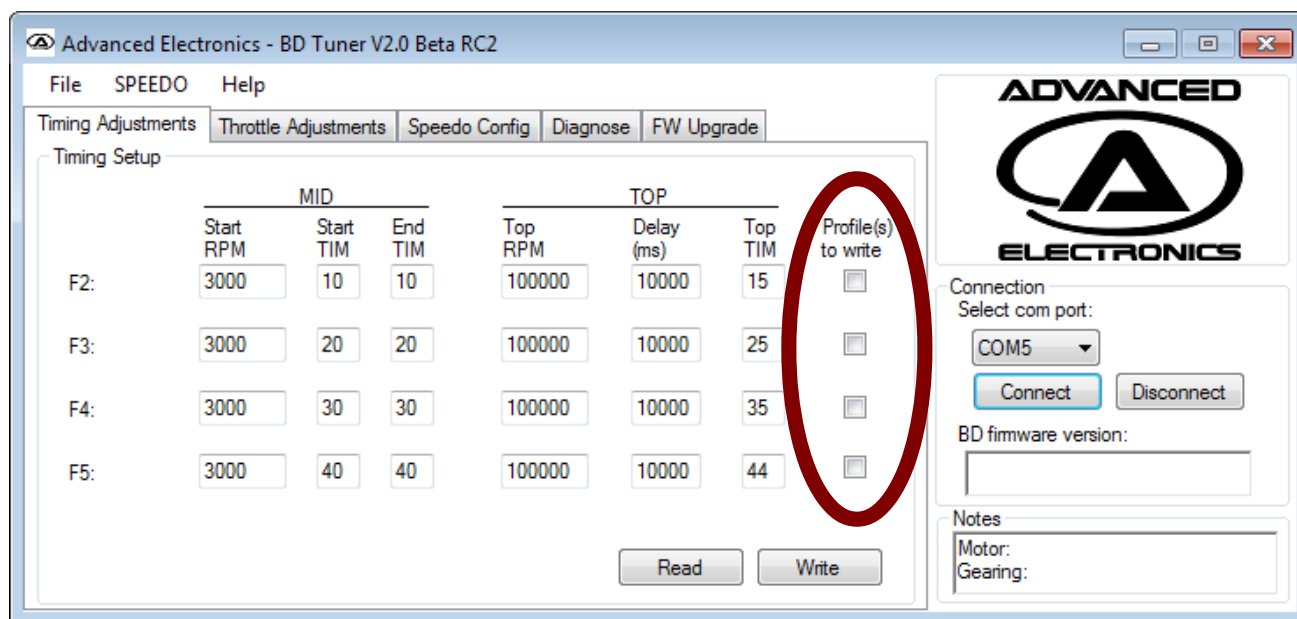 Advanced Electronics - BD Tuner V2.0 Beta RC2
File SPEEDO Help
Timing Adjustments Throttle Adjustments Speedo Config Diagnose FW Upgrade
Timing Setup
MID TOP
Start Start End Top Delay Top Profile(s)
RPM TIM TIM RPM (ms) TIM to write
F2: 3000 10 10 100000 10000 15
F3: 3000 20 20 100000 10000 25
F4: 3000 30 30 100000 10000 35
F5: 3000 40 40 100000 10000 44
Read Write
ADVANCED
A
ELECTRONICS
Connection
Select com port:
COM5
Connect Disconnect
BD firmware version:
Notes
Motor:
Gearing: